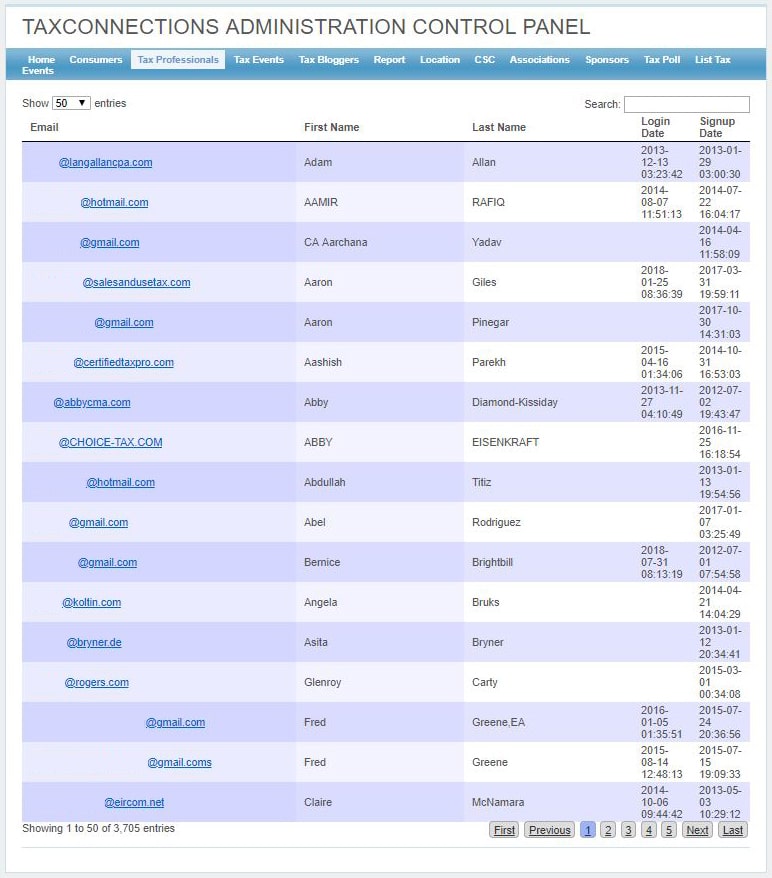 TAXCONNECTIONS ADMINISTRATION CONTROL PANEL
Home Consumers Tax Professionals Tax Events Tax Bloggers Report Location CSC Associations Sponsors Tax Poll List Tax
Events
Show 50 ▼ entries Search:
Email First Name Last Name Login Date Signup Date
@langallancpa.com Adam Allan 2013-12-13 03:23:42 2013-01-29 03:00:30
@hotmail.com AAMIR RAFIQ 2014-08-07 11:51:13 2014-07-22 16:04:17
@gmail.com CA Aarchana Yadav 2014-04-16 11:58:09
@salesandusetax.com Aaron Giles 2018-01-25 08:36:39 2017-03-31 19:59:11
@gmail.com Aaron Pinegar 2017-10-30 14:31:03
@certifiedtaxpro.com Aashish Parekh 2015-04-16 01:34:06 2014-10-31 16:53:03
@abbycma.com Abby Diamond-Kissiday 2013-11-27 04:10:49 2012-07-02 19:43:47
@CHOICE-TAX.COM ABBY EISENKRAFT 2016-11-25 16:18:54
@hotmail.com Abdullah Titiz 2013-01-13 19:54:56
@gmail.com Abel Rodriguez 2017-01-07 03:25:49
@gmail.com Bernice Brightbill 2018-07-31 08:13:19 2012-07-01 07:54:58
@koltin.com Angela Bruks 2014-04-21 14:04:29
@bryner.de Asita Bryner 2013-01-12 20:34:41
@rogers.com Glenroy Carty 2015-03-01 00:34:08
@gmail.com Fred Greene,EA 2016-01-05 01:35:51 2015-07-24 20:36:56
@gmail.coms Fred Greene 2015-08-14 12:48:13 2015-07-15 19:09:33
@eircom.net Claire McNamara 2014-10-06 09:44:42 2013-05-03 10:29:12
Showing 1 to 50 of 3,705 entries First Previous 1 2 3 4 5 Next Last